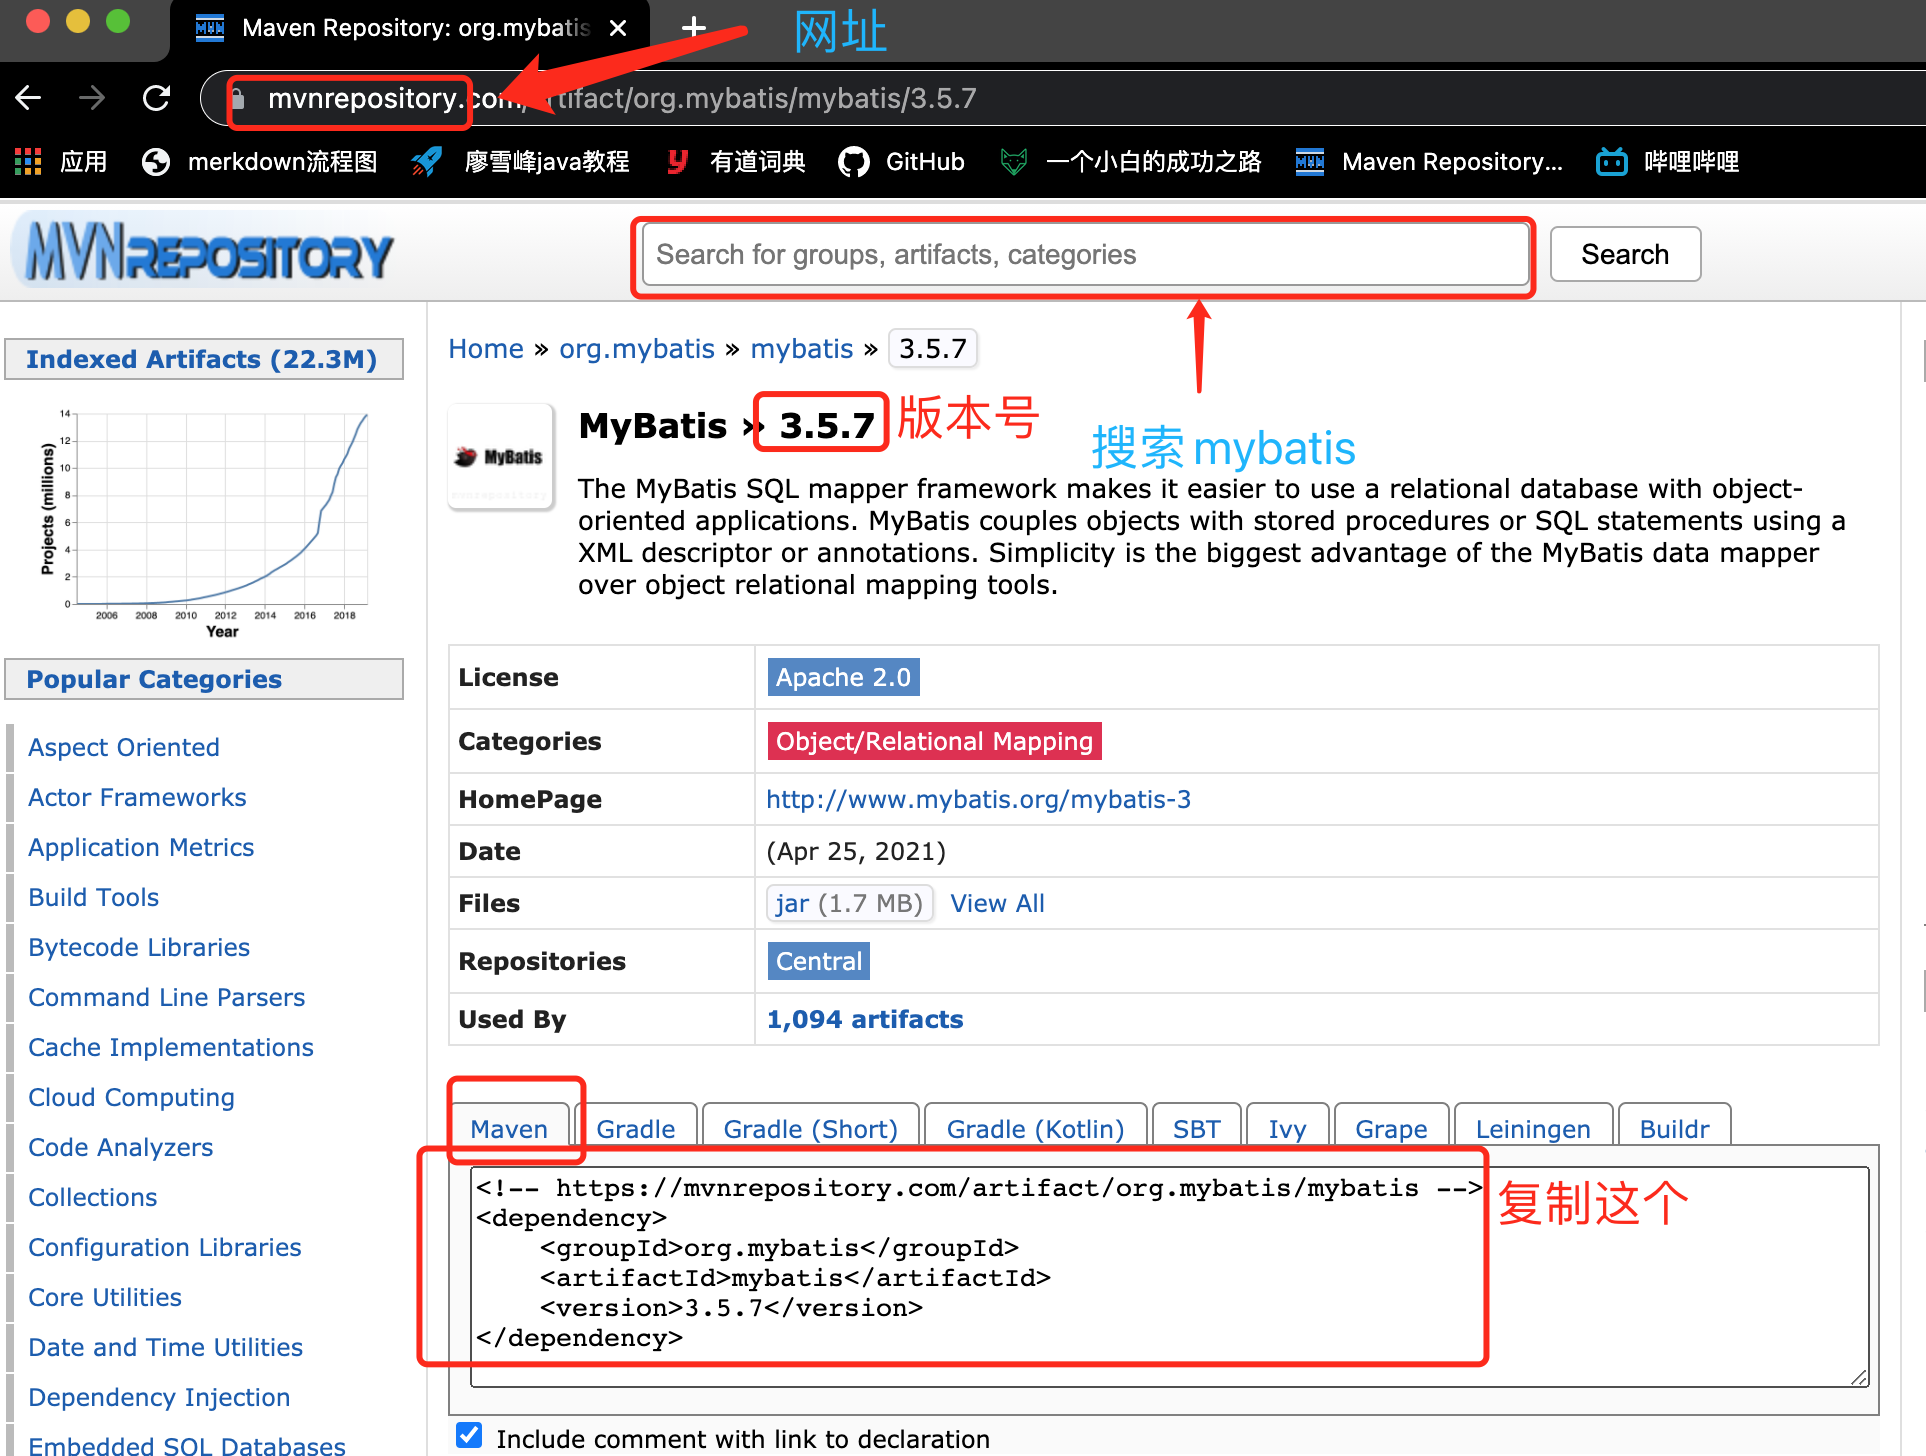 Maven Repository: org.mybatis
网址
mvnrepository.com/artifact/org.mybatis/mybatis/3.5.7
应用
merkdown流程图
廖雪峰java教程
有道词典
GitHub
一个小白的成功之路
Maven Repository...
哔哩哔哩
MVNREPOSITORY
Search for groups, artifacts, categories
Search
Indexed Artifacts (22.3M)
Projects (millions)
14
12
10
8
6
4
2
0
2006 2008 2010 2012 2014 2016 2018
Year
Popular Categories
Aspect Oriented
Actor Frameworks
Application Metrics
Build Tools
Bytecode Libraries
Command Line Parsers
Cache Implementations
Cloud Computing
Code Analyzers
Collections
Configuration Libraries
Core Utilities
Date and Time Utilities
Dependency Injection
Embedded SQL Databases
Home » org.mybatis » mybatis » 3.5.7
MyBatis
MyBatis » 3.5.7 版本号
搜索mybatis
The MyBatis SQL mapper framework makes it easier to use a relational database with object-
oriented applications. MyBatis couples objects with stored procedures or SQL statements using a
XML descriptor or annotations. Simplicity is the biggest advantage of the MyBatis data mapper
over object relational mapping tools.
License Apache 2.0
Categories Object/Relational Mapping
HomePage http://www.mybatis.org/mybatis-3
Date (Apr 25, 2021)
Files jar (1.7 MB) View All
Repositories Central
Used By 1,094 artifacts
Maven Gradle Gradle (Short) Gradle (Kotlin) SBT Ivy Grape Leiningen Buildr
<!-- https://mvnrepository.com/artifact/org.mybatis/mybatis -->
复制这个
<dependency>
    <groupId>org.mybatis</groupId>
    <artifactId>mybatis</artifactId>
    <version>3.5.7</version>
</dependency>
Include comment with link to declaration